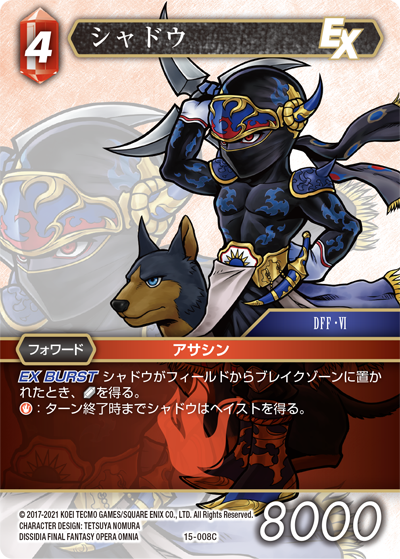 4
シャドウ
EX
DFF・VI
フォワード
アサシン
EX BURST シャドウがフィールドからブレイクゾーンに置か
れたとき、を得る。
：ターン終了時までシャドウはヘイストを得る。
© 2017-2021 KOEI TECMO GAMES/SQUARE ENIX CO., LTD. All Rights Reserved.
CHARACTER DESIGN: TETSUYA NOMURA
DISSIDIA FINAL FANTASY OPERA OMNIA
15-008C
8000